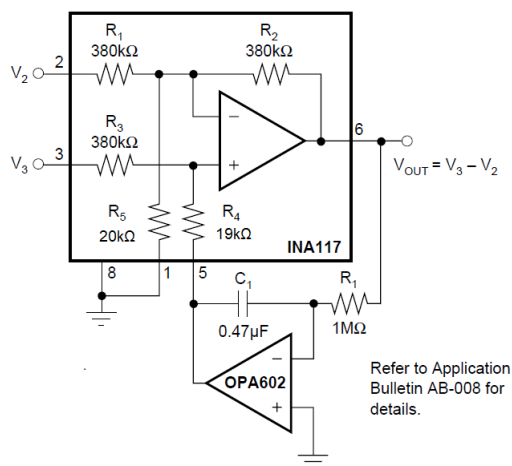 R1
380kΩ
R2
380kΩ
V2
2
R3
380kΩ
V3
3
6
VOUT = V3 – V2
R5
20kΩ
R4
19kΩ
INA117
8
1
5
C1
0.47µF
R1
1MΩ
OPA602
Refer to Application
Bulletin AB-008 for
details.